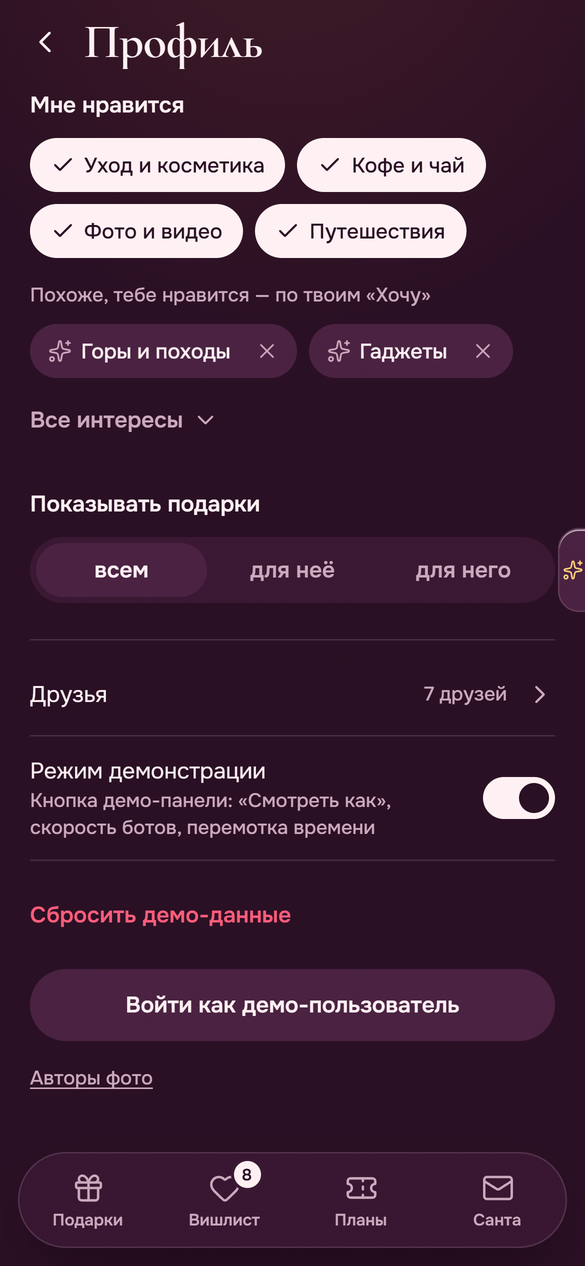 Профиль
Мне нравится
Уход и косметика
Кофе и чай
Фото и видео
Путешествия
Похоже, тебе нравится — по твоим «Хочу»
Горы и походы
Гаджеты
Все интересы
Показывать подарки
всем
для неё
для него
Друзья
7 друзей
Режим демонстрации
Кнопка демо-панели: «Смотреть как»,
скорость ботов, перемотка времени
Сбросить демо-данные
Войти как демо-пользователь
Авторы фото
8
Подарки
Вишлист
Планы
Санта